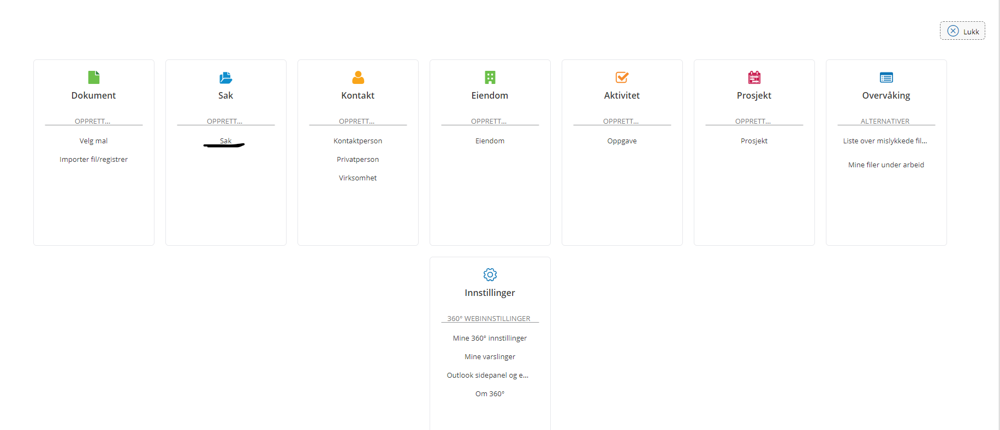 Lukk
Dokument
OPPRETT...
Velg mal
Importer fil/registrer
Sak
OPPRETT...
Sak
Kontakt
OPPRETT...
Kontaktperson
Privatperson
Virksomhet
Eiendom
OPPRETT...
Eiendom
Aktivitet
OPPRETT...
Oppgave
Prosjekt
OPPRETT...
Prosjekt
Overvåking
ALTERNATIVER
Liste over mislykkede fil...
Mine filer under arbeid
Innstillinger
360° WEBINNSTILLINGER
Mine 360° innstillinger
Mine varslinger
Outlook sidepanel og e...
Om 360°